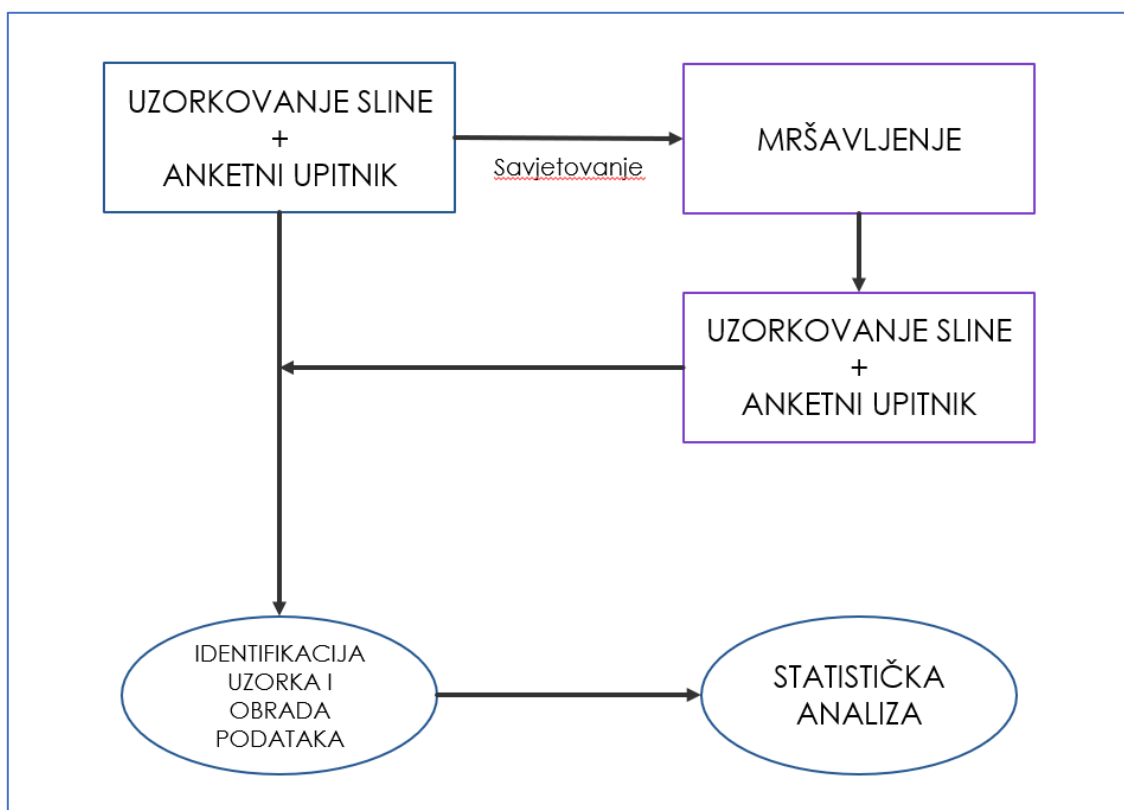 UZORKOVANJE SLINE
+
ANKETNI UPITNIK
Savjetovanje
MRŠAVLJENJE
UZORKOVANJE SLINE
+
ANKETNI UPITNIK
IDENTIFIKACIJA
UZORKA I
OBRADA
PODATAKA
STATISTIČKA
ANALIZA